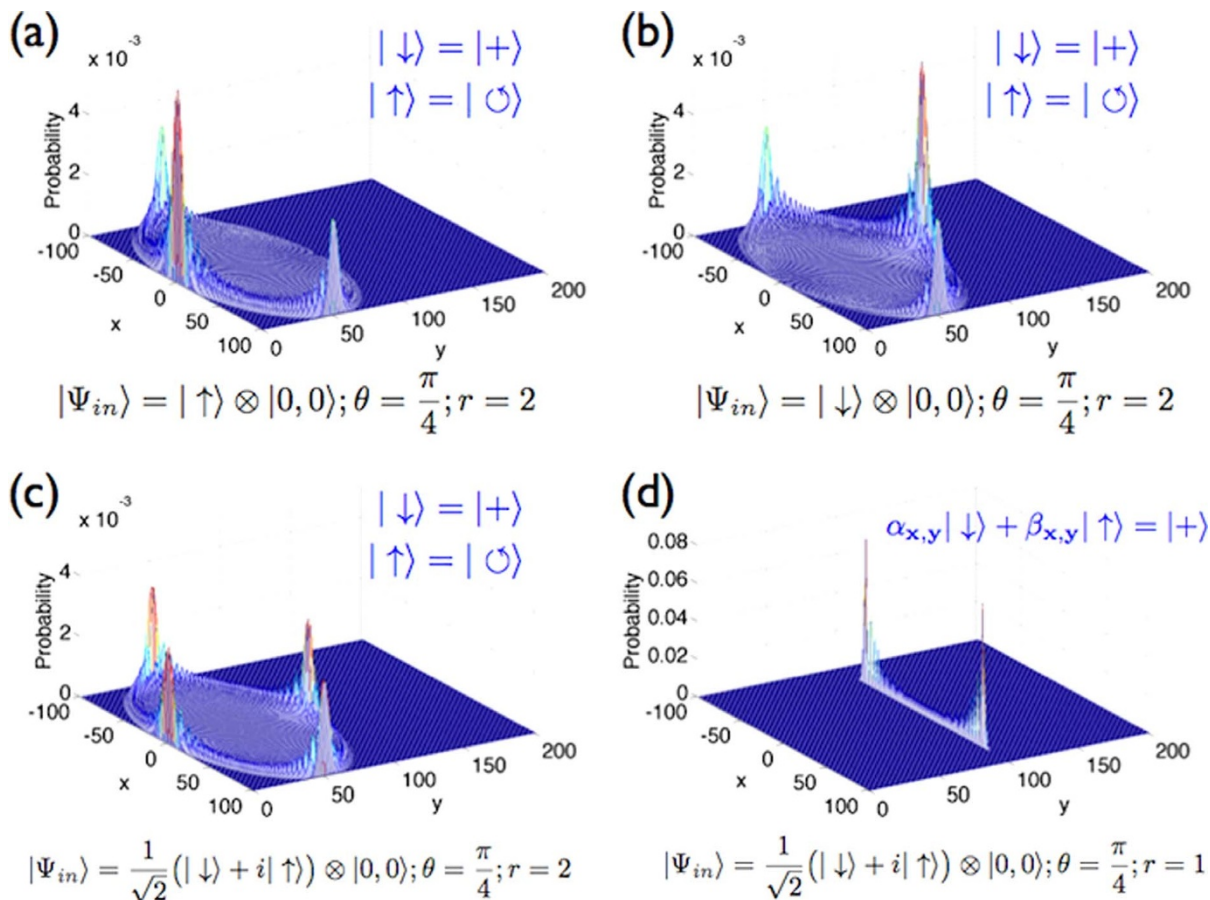 (a)
x 10⁻³
|↓⟩ = |+⟩
|↑⟩ = |↺⟩
Probability
4
2
0
-100
-50
0
50
100
x
0
50
100
150
200
y
|Ψ_in⟩ = |↑⟩ ⊗ |0,0⟩; θ = π/4; r = 2
(b)
x 10⁻³
|↓⟩ = |+⟩
|↑⟩ = |↺⟩
Probability
4
2
0
-100
-50
0
50
100
x
0
50
100
150
200
y
|Ψ_in⟩ = |↓⟩ ⊗ |0,0⟩; θ = π/4; r = 2
(c)
x 10⁻³
|↓⟩ = |+⟩
|↑⟩ = |↺⟩
Probability
4
2
0
-100
-50
0
50
100
x
0
50
100
150
200
y
|Ψ_in⟩ = 1/√2 (|↓⟩ + i|↑⟩) ⊗ |0,0⟩; θ = π/4; r = 2
(d)
α_x,y|↓⟩ + β_x,y|↑⟩ = |+⟩
Probability
0.08
0.06
0.04
0.02
0
-100
-50
0
50
100
x
0
50
100
150
200
y
|Ψ_in⟩ = 1/√2 (|↓⟩ + i|↑⟩) ⊗ |0,0⟩; θ = π/4; r = 1